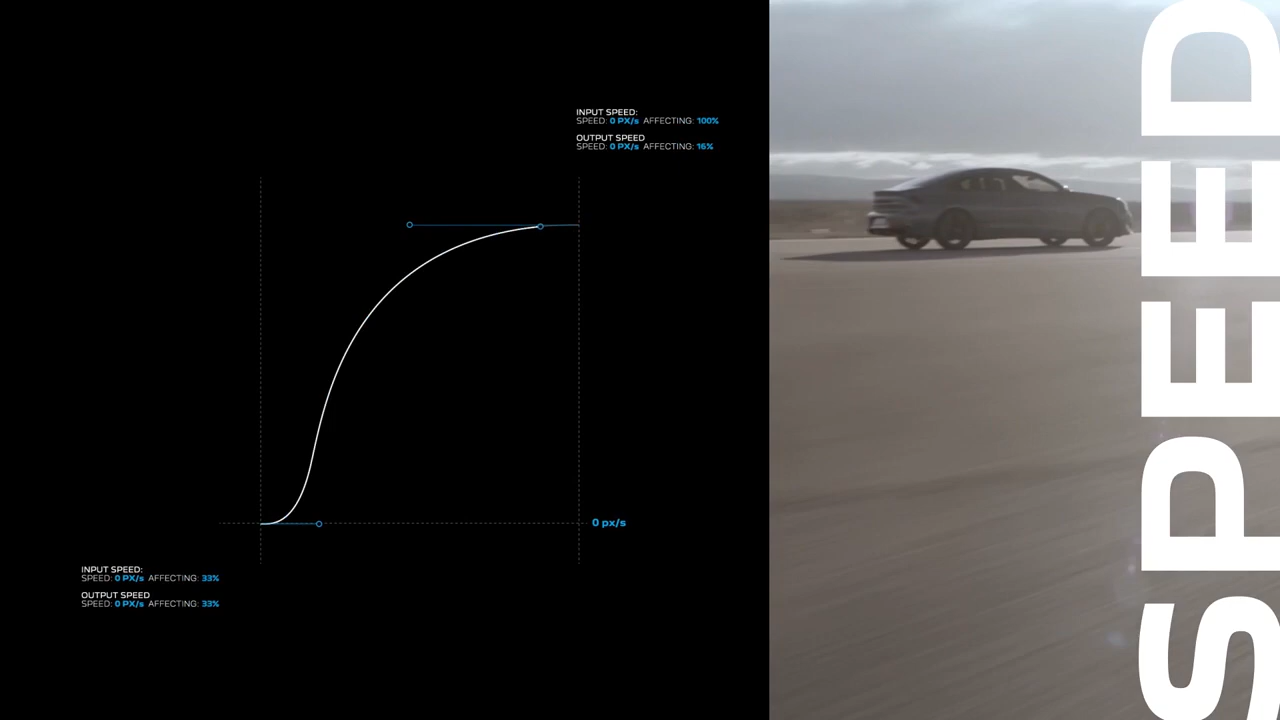 INPUT SPEED:
SPEED: 0 PX/s AFFECTING: 100%
OUTPUT SPEED
SPEED: 0 PX/s AFFECTING: 16%
0 px/s
INPUT SPEED:
SPEED: 0 PX/s AFFECTING: 33%
OUTPUT SPEED
SPEED: 0 PX/s AFFECTING: 33%
SPEED